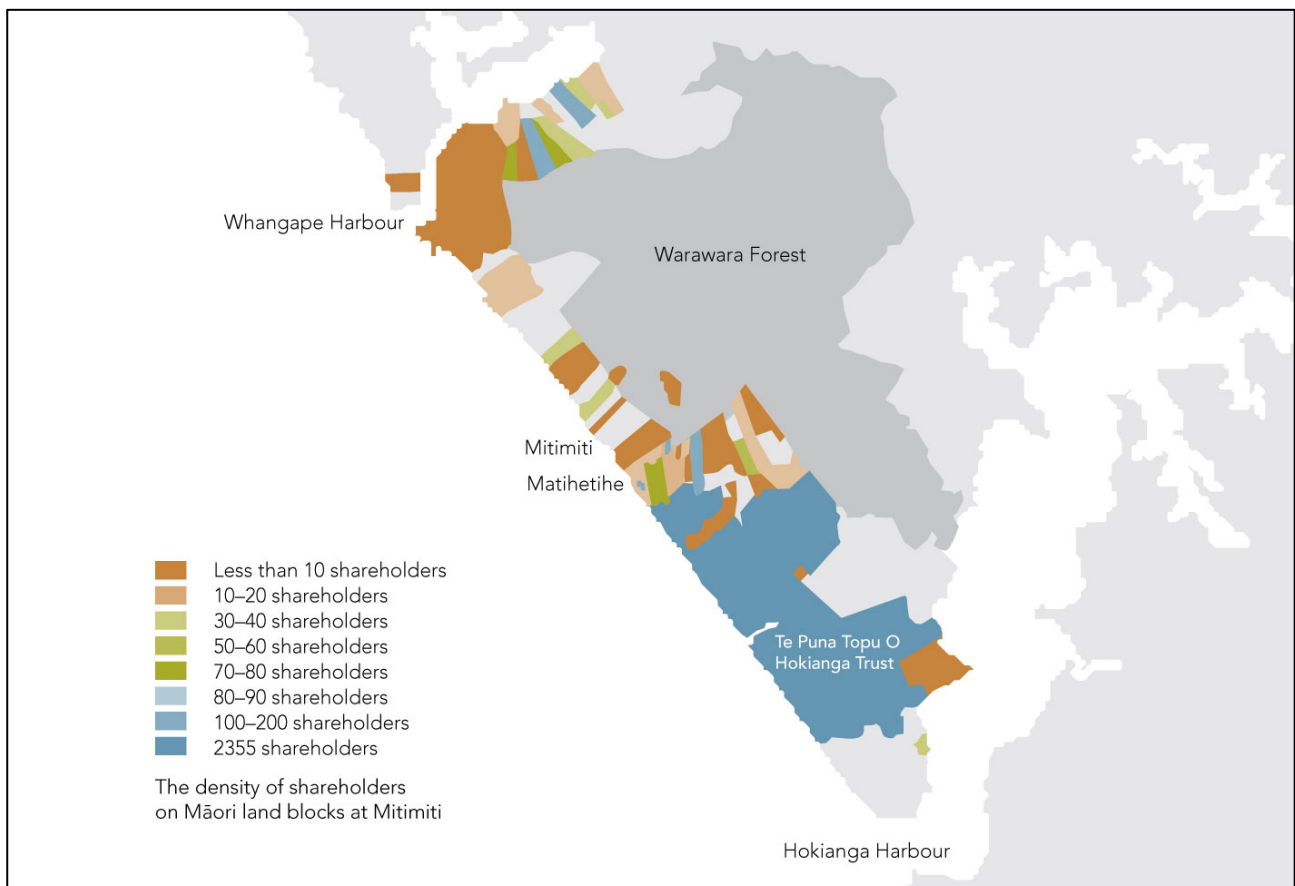 Whangape Harbour
Warawara Forest
Mitimiti
Matihetihe
Less than 10 shareholders
10–20 shareholders
30–40 shareholders
50–60 shareholders
70–80 shareholders
80–90 shareholders
100–200 shareholders
2355 shareholders
Te Puna Topu O
Hokianga Trust
The density of shareholders
on Māori land blocks at Mitimiti
Hokianga Harbour